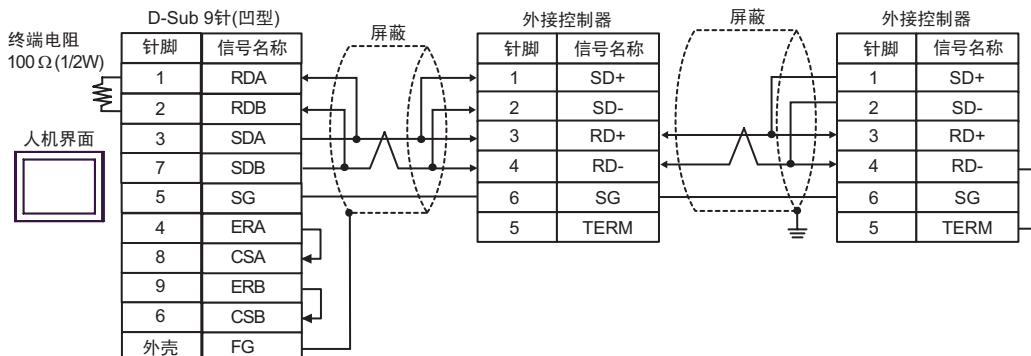 D-Sub 9针(凹型)
终端电阻
100Ω(1/2W)
人机界面
针脚 信号名称
1 RDA
2 RDB
3 SDA
7 SDB
5 SG
4 ERA
8 CSA
9 ERB
6 CSB
外壳 FG
屏蔽
外接控制器
针脚 信号名称
1 SD+
2 SD-
3 RD+
4 RD-
6 SG
5 TERM
屏蔽
外接控制器
针脚 信号名称
1 SD+
2 SD-
3 RD+
4 RD-
6 SG
5 TERM